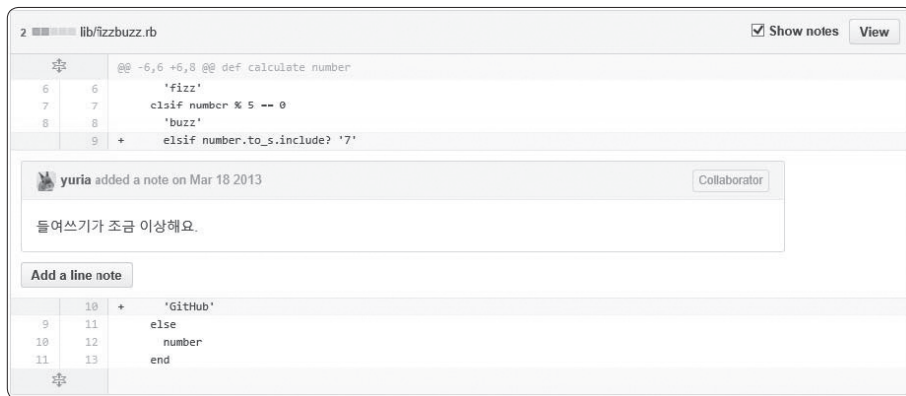 2 lib/fizzbuzz.rb Show notes View
@@ -6,6 +6,8 @@ def calculate number
6 6 'fizz'
7 7 elsif number % 5 == 0
8 8 'buzz'
9 + elsif number.to_s.include? '7'
yuria added a note on Mar 18 2013 Collaborator
들여쓰기가 조금 이상해요.
Add a line note
10 + 'GitHub'
9 11 else
10 12 number
11 13 end